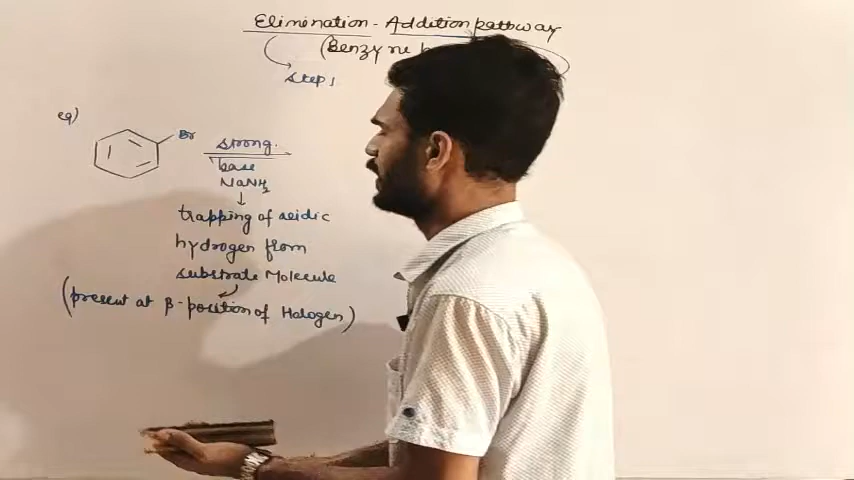 Elimination - Addition pathway
(Benzyne
step 1
eg)
Br
strong
base
NaNH2
trapping of acidic
hydrogen from
substrate Molecule
(present at β-position of Halogen)